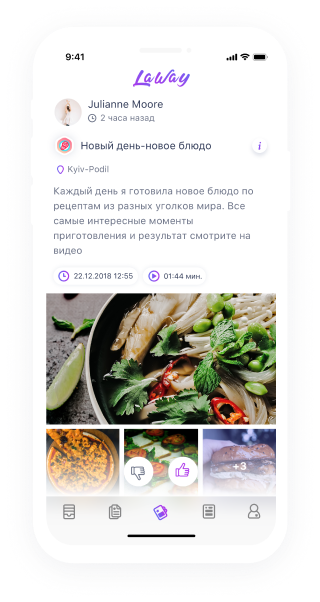 9:41
LaWay
Julianne Moore
2 часа назад
Новый день-новое блюдо
i
Kyiv-Podil
Каждый день я готовила новое блюдо по
рецептам из разных уголков мира. Все
самые интересные моменты
приготовления и результат смотрите на
видео
22.12.2018 12:55
01:44 мин.
+3